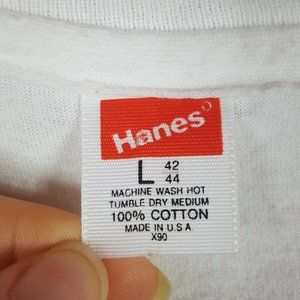 Hanes
L 42 44
MACHINE WASH HOT
TUMBLE DRY MEDIUM
100% COTTON
MADE IN U.S.A.
X90